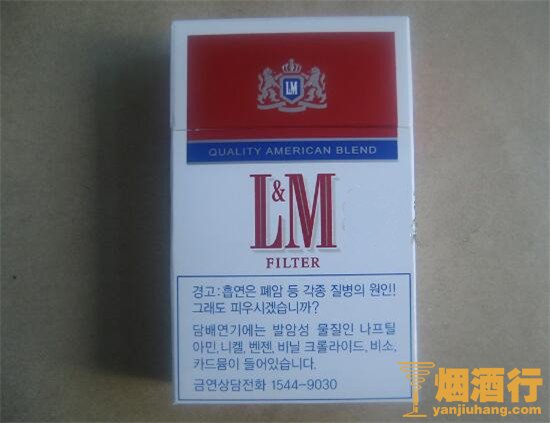 LM
QUALITY AMERICAN BLEND
L&M
FILTER
경고:흡연은 폐암 등 각종 질병의 원인!
그래도 피우시겠습니까?
담배연기에는 발암성 물질인 나프틸
아민,니켈,벤젠,비닐 크롤라이드,비소,
카드뮴이 들어있습니다.
금연상담전화 1544-9030
烟酒行
yanjiuhang.com